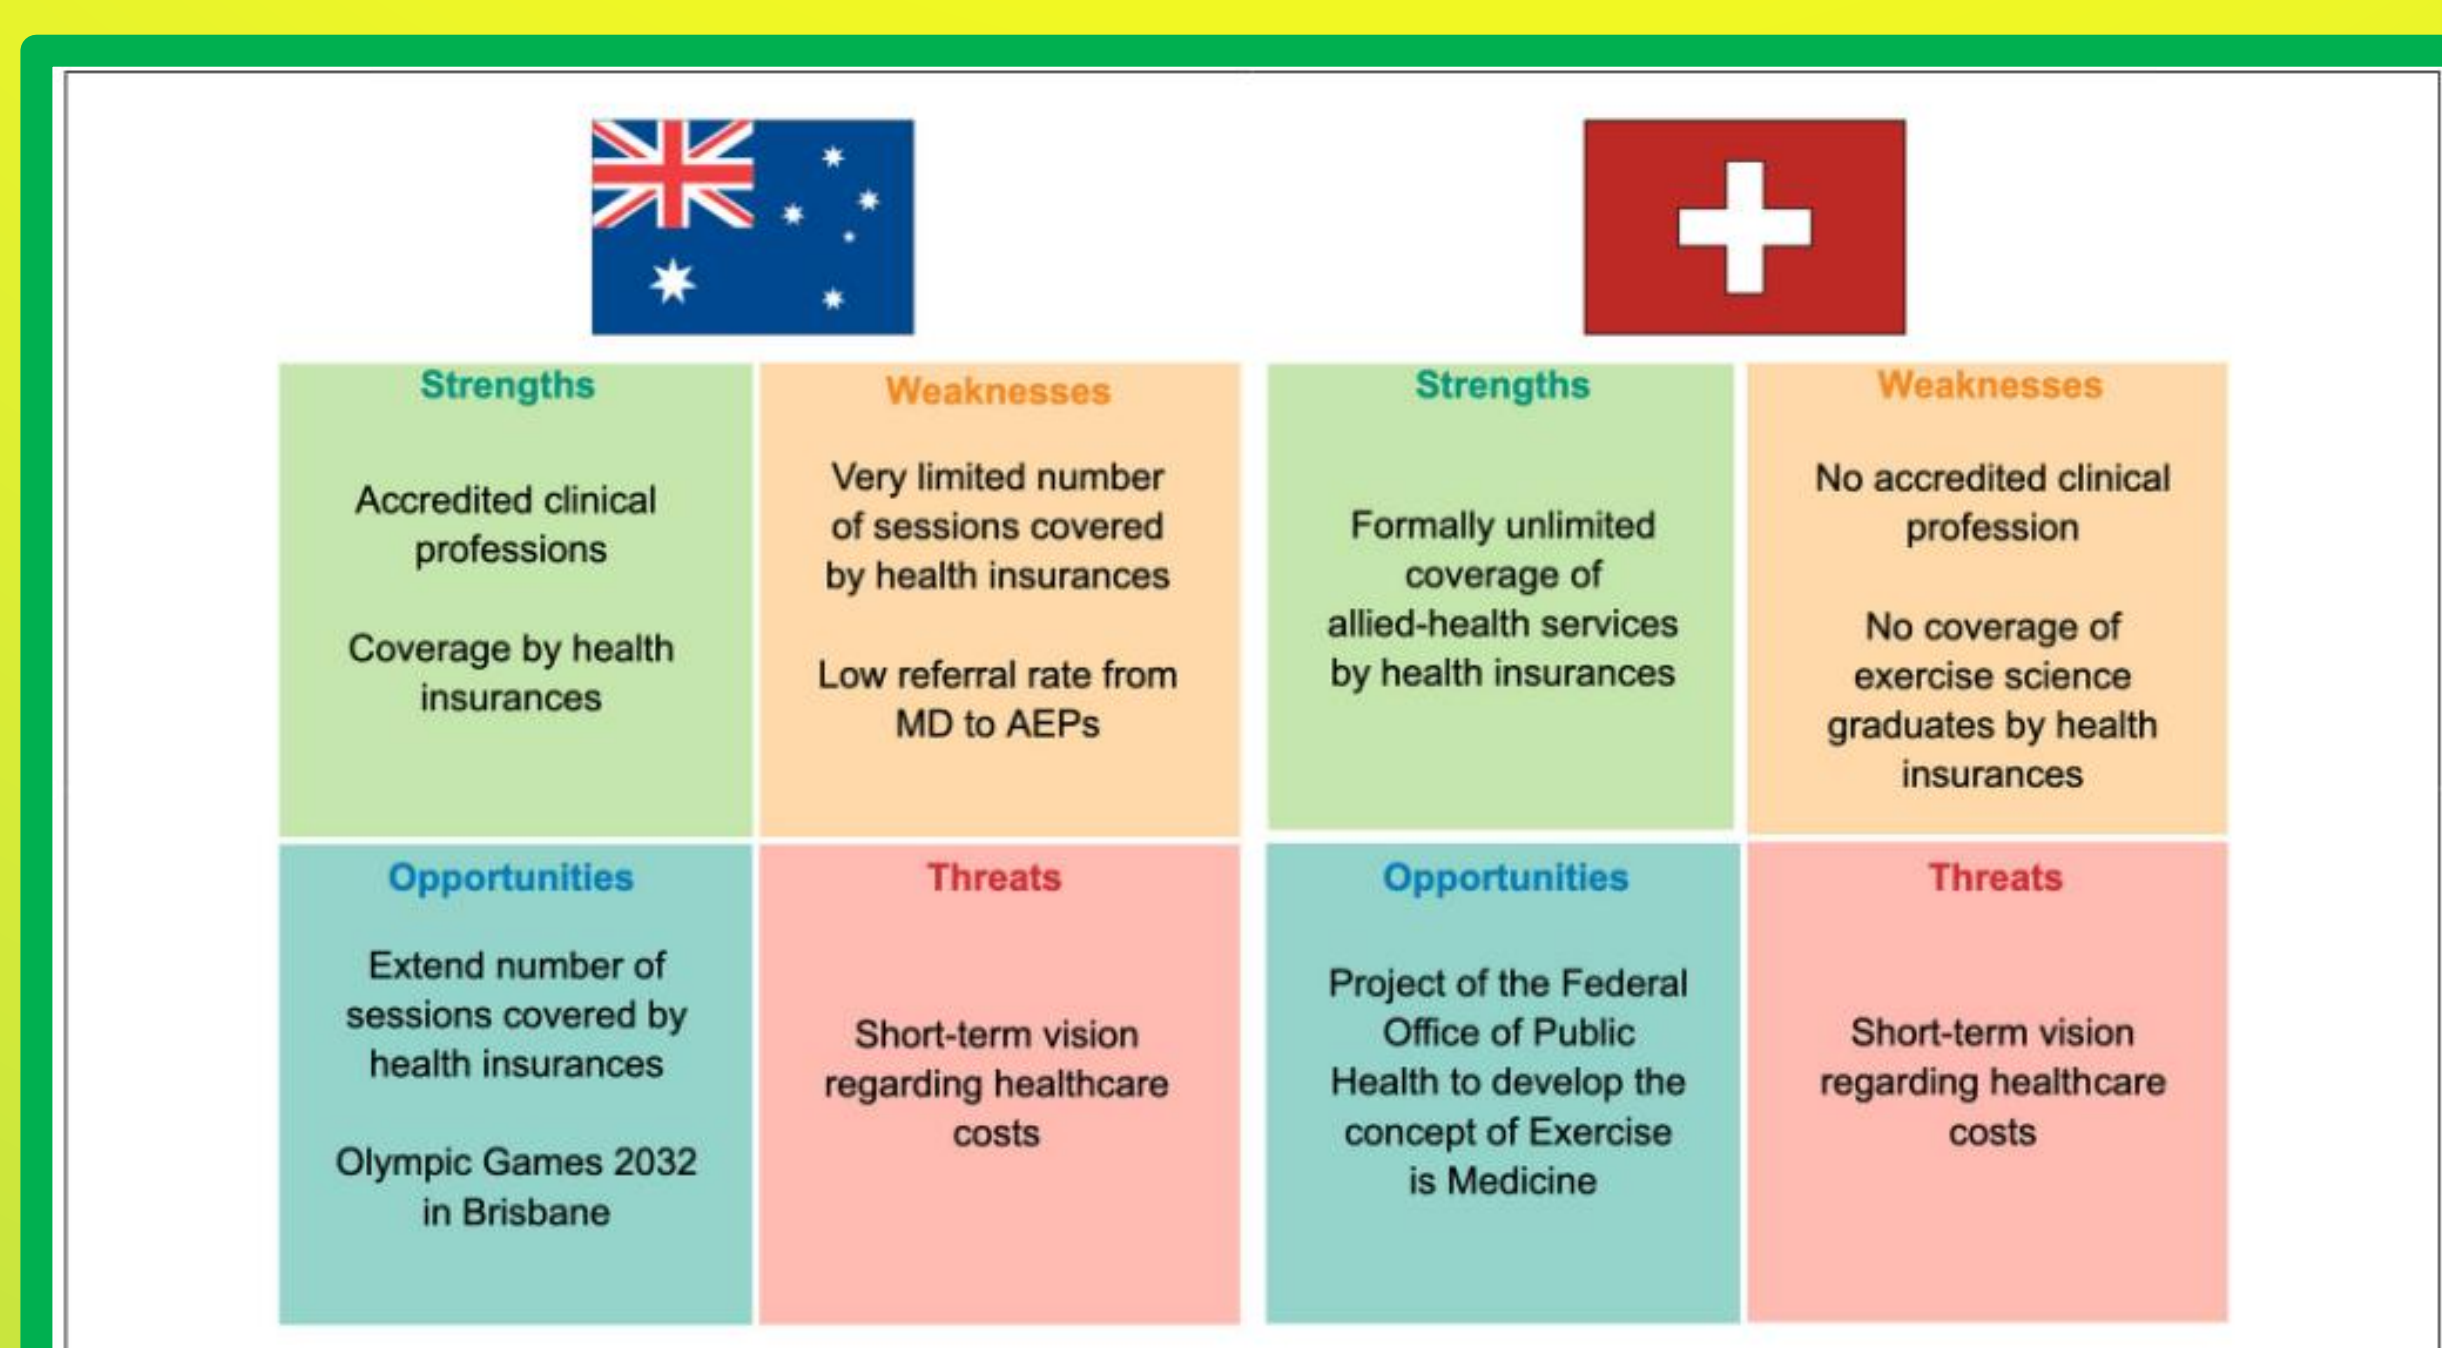 Strengths
Accredited clinical
professions
Coverage by health
insurances
Weaknesses
Very limited number
of sessions covered
by health insurances
Low referral rate from
MD to AEPs
Opportunities
Extend number of
sessions covered by
health insurances
Olympic Games 2032
in Brisbane
Threats
Short-term vision
regarding healthcare
costs
Strengths
Formally unlimited
coverage of
allied-health services
by health insurances
Weaknesses
No accredited clinical
profession
No coverage of
exercise science
graduates by health
insurances
Opportunities
Project of the Federal
Office of Public
Health to develop the
concept of Exercise
is Medicine
Threats
Short-term vision
regarding healthcare
costs